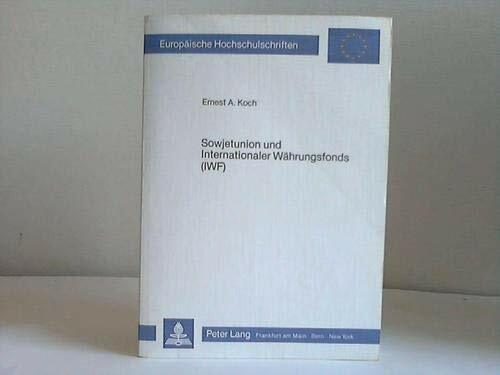 Europäische Hochschulschriften
Ernest A. Koch
Sowjetunion und
Internationaler Währungsfonds
(IWF)
Peter Lang Frankfurt am Main · Bern · New York